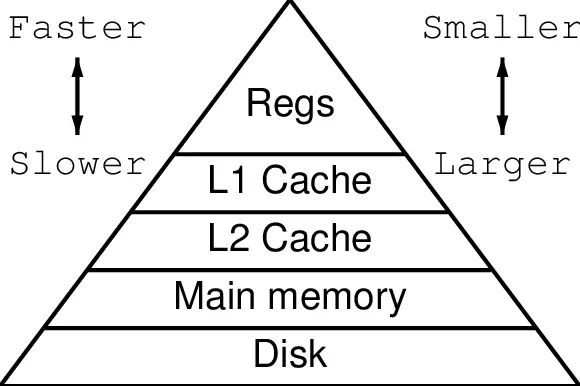 Faster
Smaller
Regs
Slower
Larger
L1 Cache
L2 Cache
Main memory
Disk